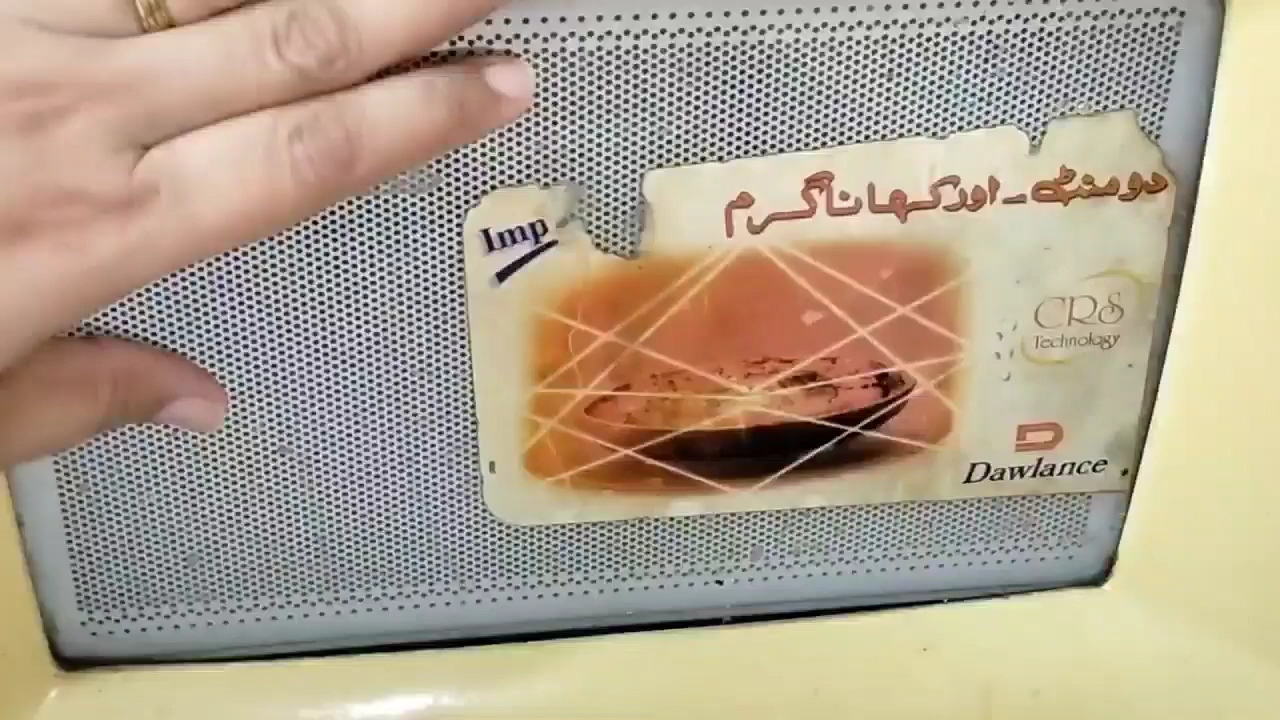 دو منٹ - اور کھانا گرم
Imp
CRS
Technology
Dawlance